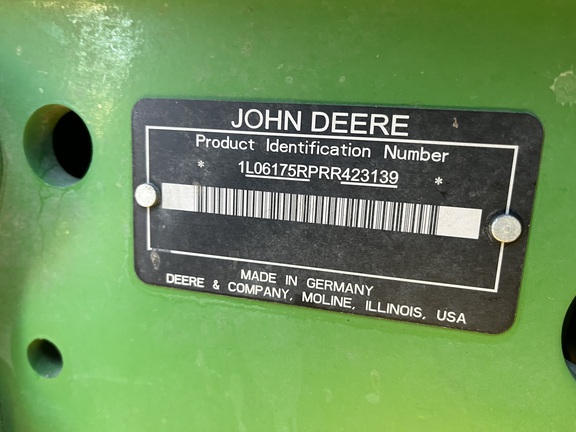 JOHN DEERE
Product Identification Number
* 1L06175RPRR423139 *
MADE IN GERMANY
DEERE & COMPANY, MOLINE, ILLINOIS, USA